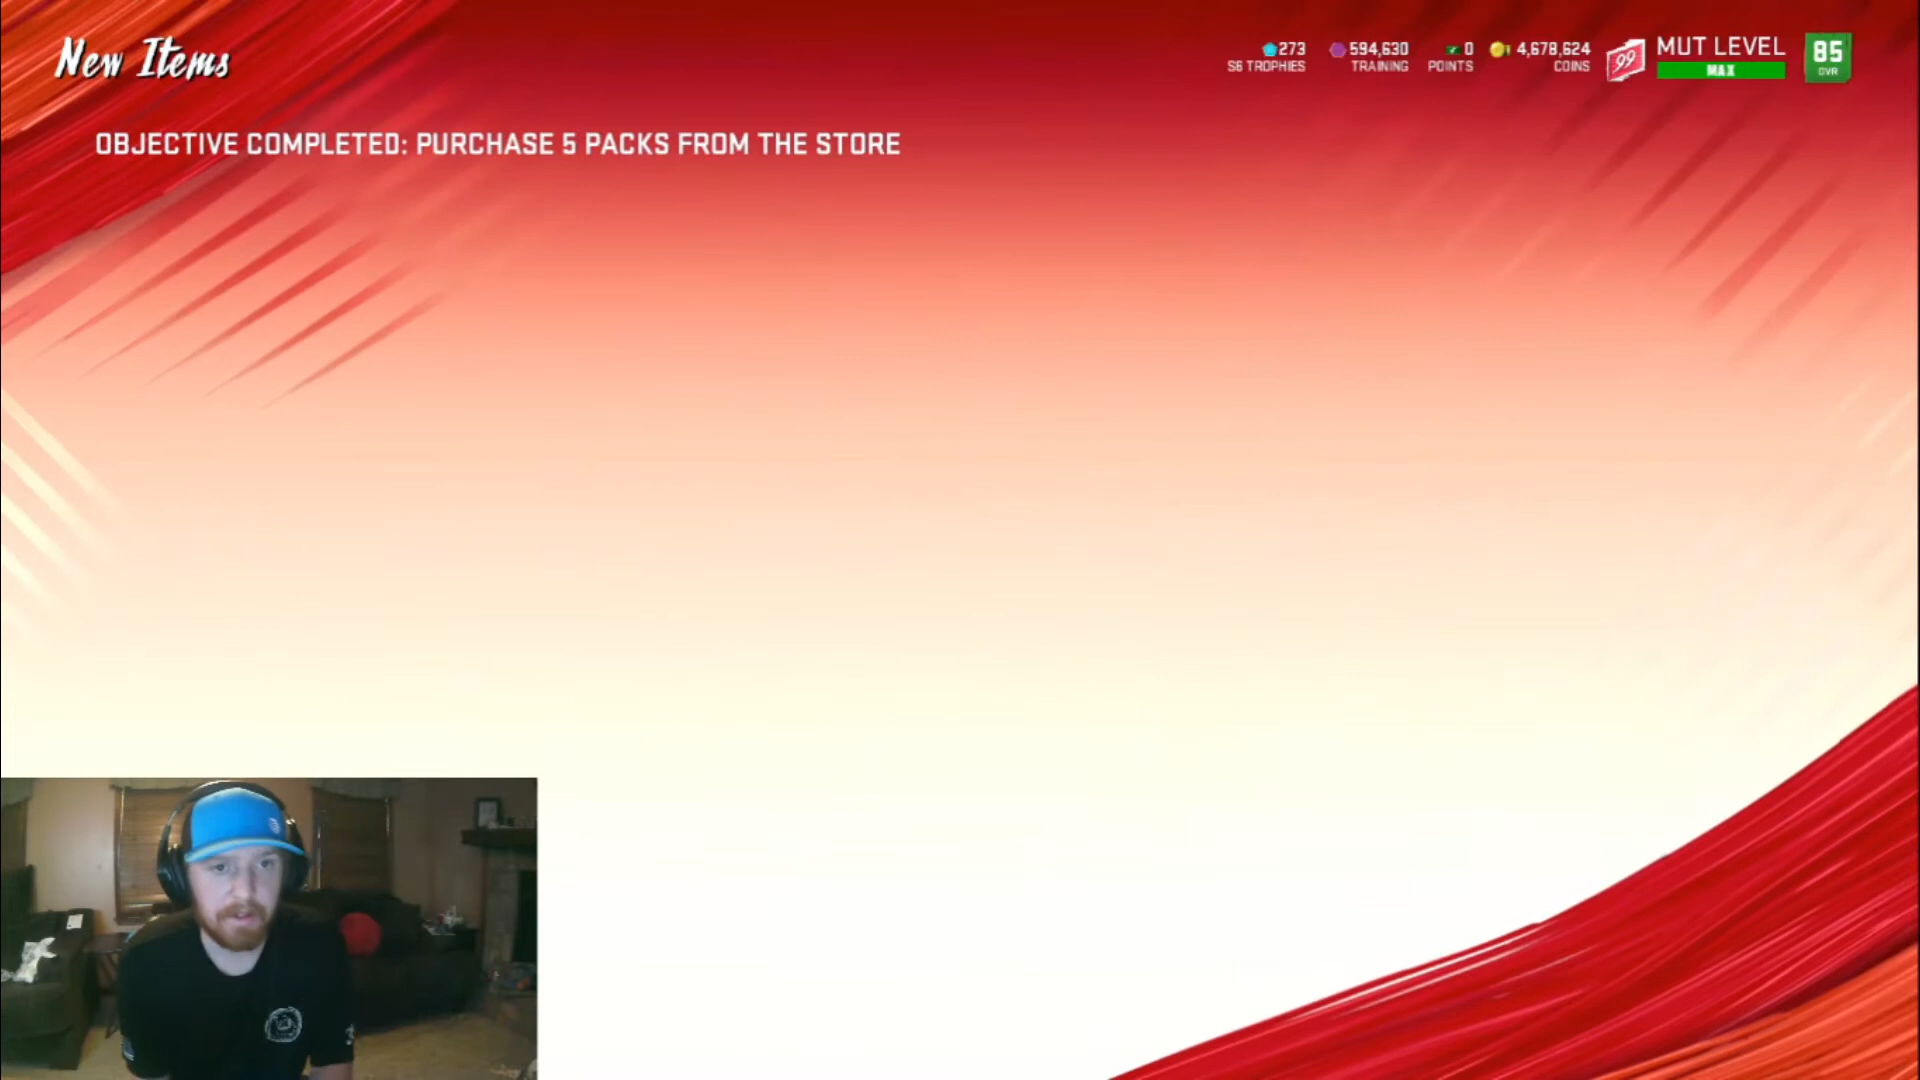 New Items
273
S6 TROPHIES
594,630
TRAINING
0
POINTS
4,678,624
COINS
99
MUT LEVEL
MAX
85
OVR
OBJECTIVE COMPLETED: PURCHASE 5 PACKS FROM THE STORE